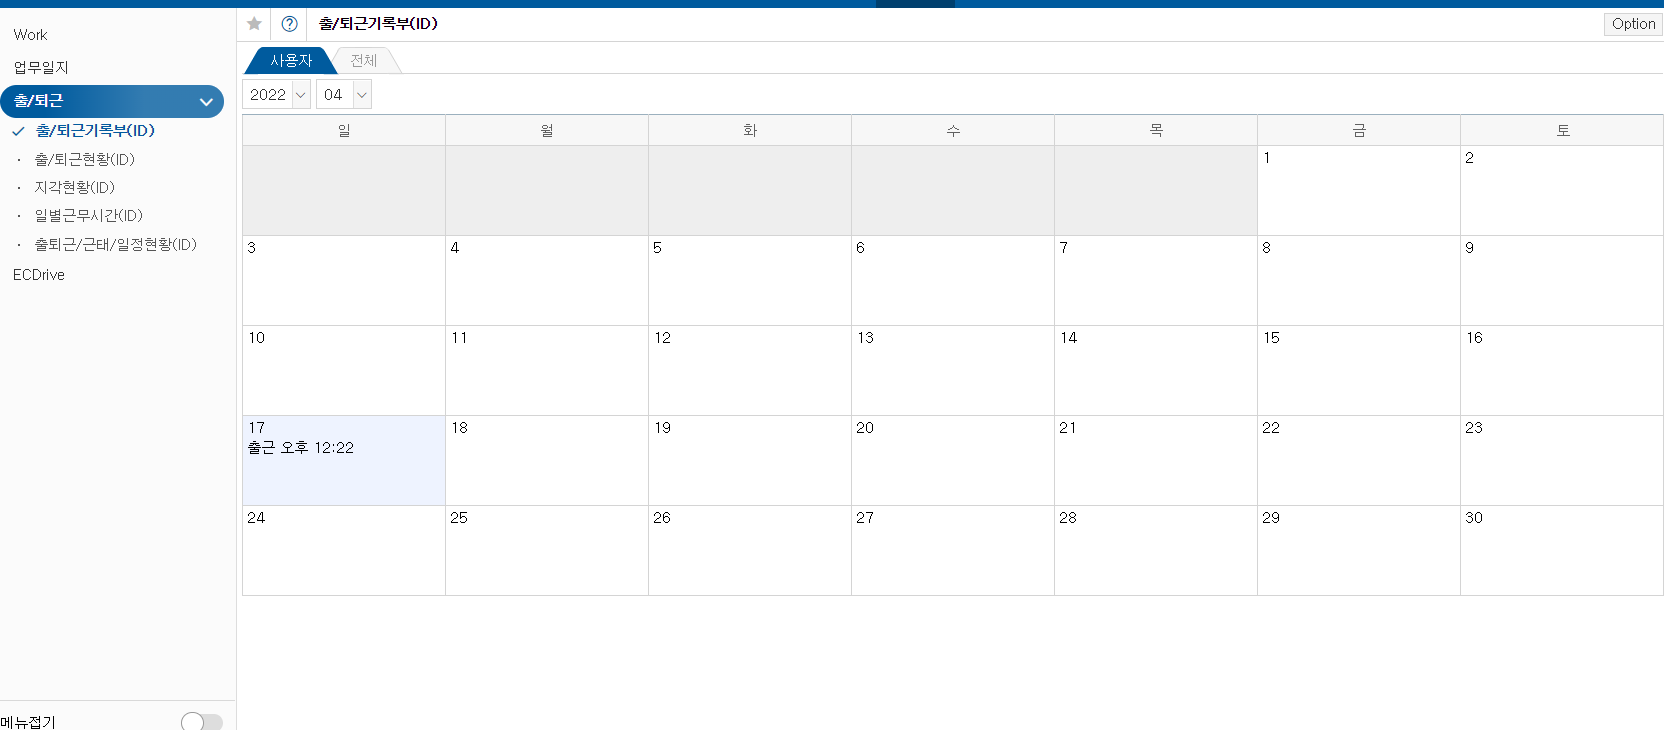 Work
업무일지
출/퇴근
출/퇴근기록부(ID)
출/퇴근현황(ID)
지각현황(ID)
일별근무시간(ID)
출퇴근/근태/일정현황(ID)
ECDrive
메뉴접기
출/퇴근기록부(ID)
Option
사용자 전체
2022 04
일 월 화 수 목 금 토
1 2
3 4 5 6 7 8 9
10 11 12 13 14 15 16
17 18 19 20 21 22 23
출근 오후 12:22
24 25 26 27 28 29 30